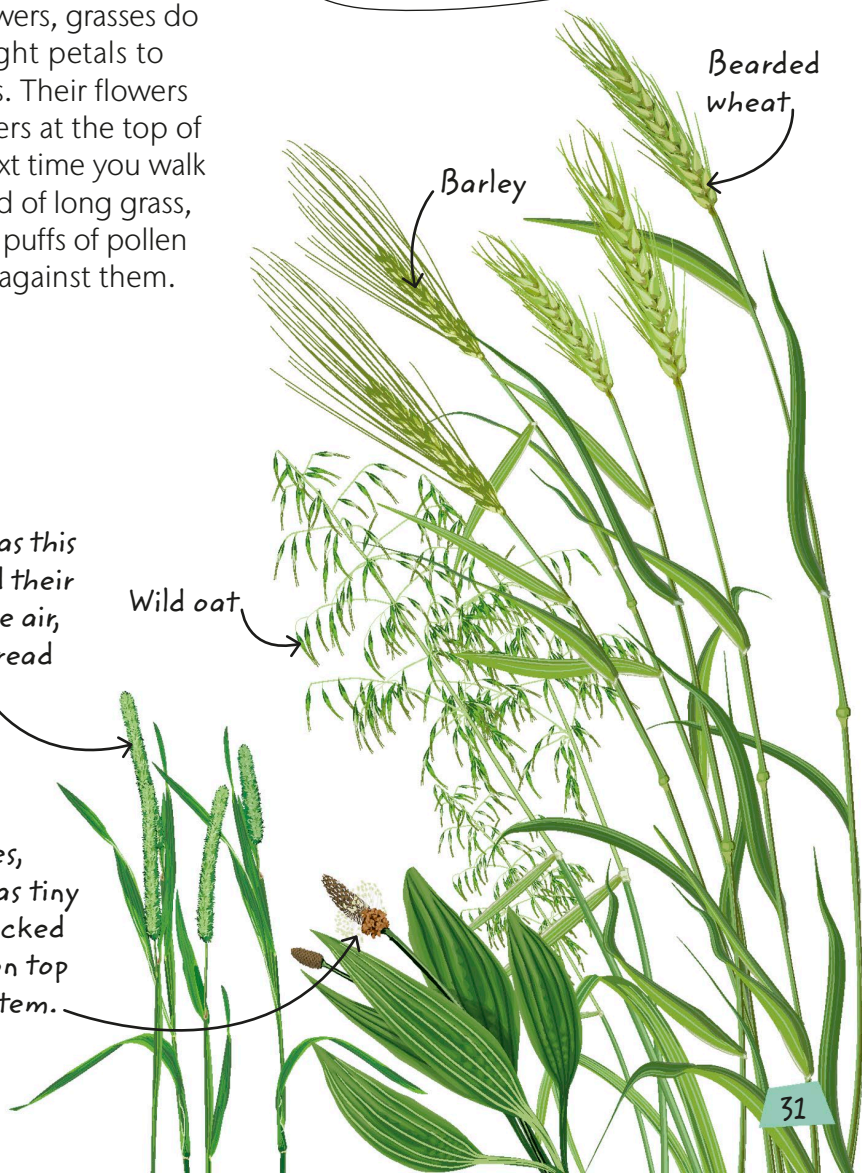 wers, grasses do
ght petals to
s. Their flowers
ers at the top of
xt time you walk
d of long grass,
puffs of pollen
against them.
Bearded
wheat
Barley
as this
d their
e air,
read
Wild oat
es,
as tiny
cked
on top
tem.
31